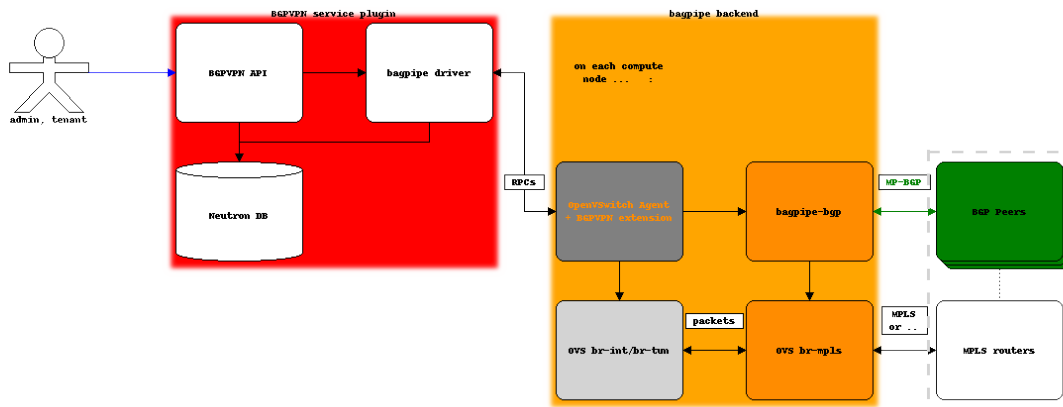 BGPVPN service plugin
bagpipe backend
BGPVPN API
bagpipe driver
on each compute
node ...   :
admin, tenant
RPCs
MP-BGP
Neutron DB
OpenVSwitch Agent
+ BGPVPN extension
bagpipe-bgp
BGP Peers
packets
MPLS
or ..
OVS br-int/br-tun
OVS br-mpls
MPLS routers